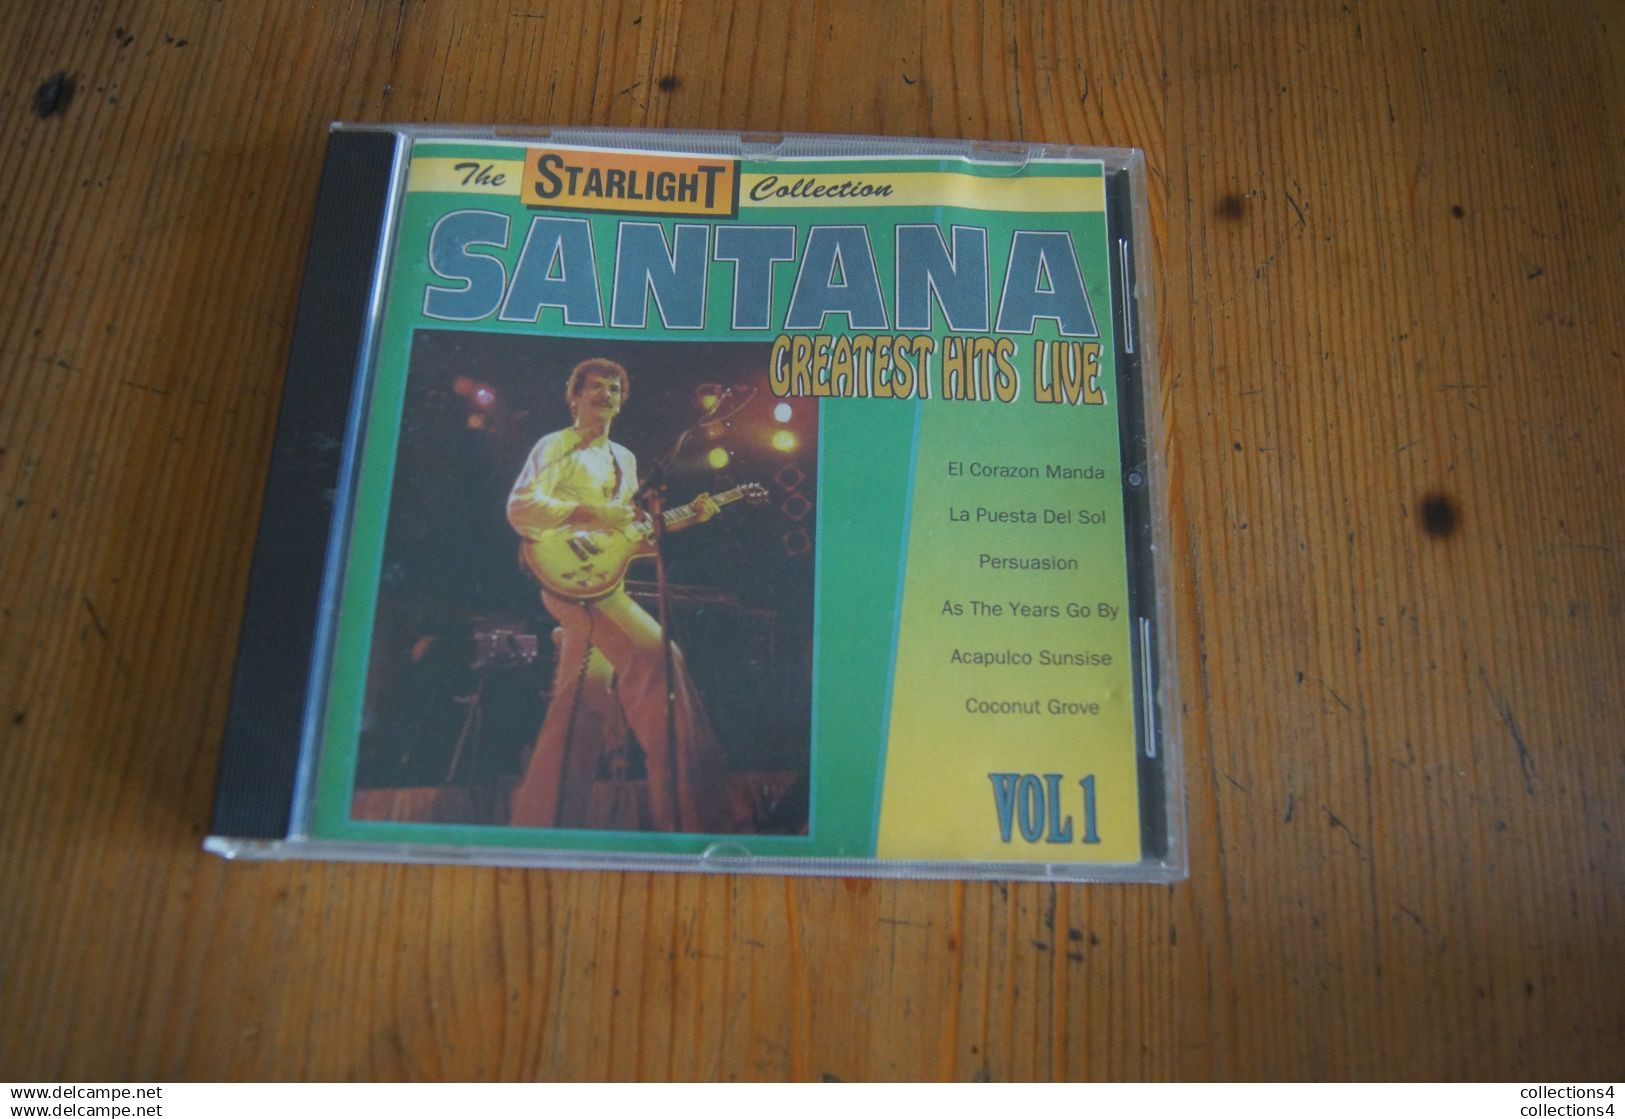 The STARLIGHT Collection
SANTANA
GREATEST HITS LIVE
El Corazon Manda
La Puesta Del Sol
Persuasion
As The Years Go By
Acapulco Sunsise
Coconut Grove
VOL 1
www.delcampe.net
collections4
www.delcampe.net
collections4